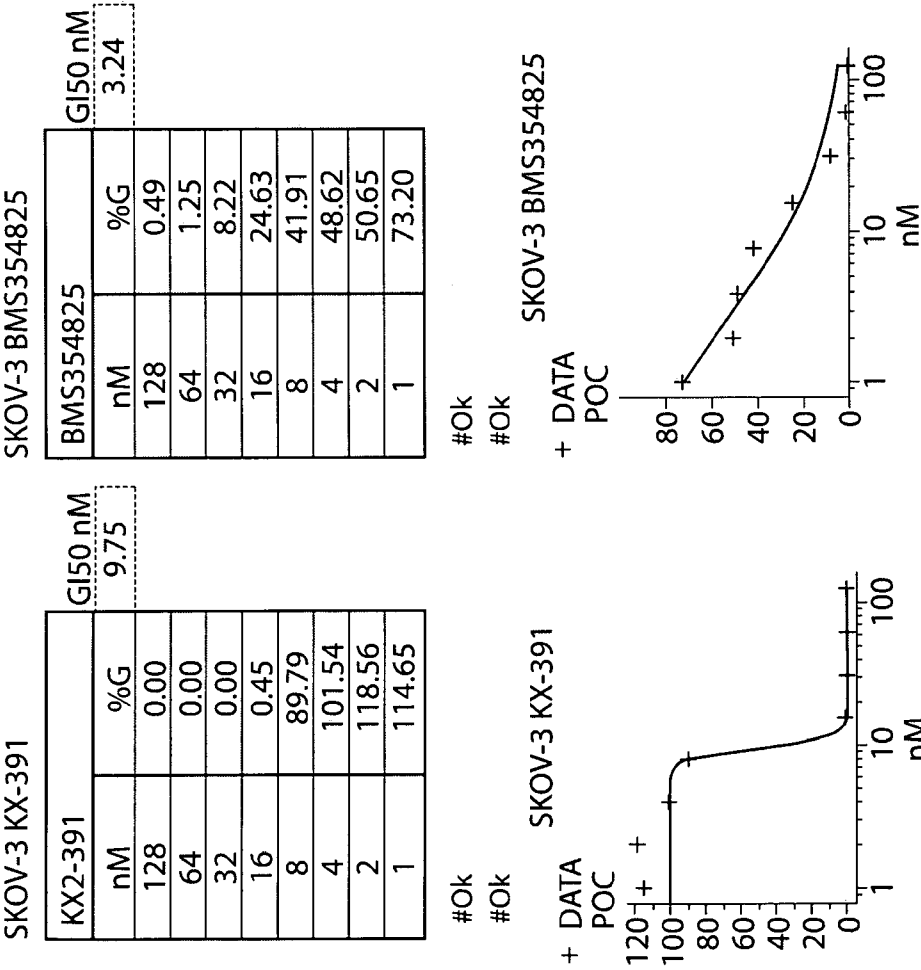 SKOV-3 KX-391
KX2-391
GI50 nM
nM %G
9.75
128 0.00
64 0.00
32 0.00
16 0.45
8 89.79
4 101.54
2 118.56
1 114.65
#Ok
#Ok
SKOV-3 KX-391
+ DATA
POC
120
100
80
60
40
20
0
1 10 100
nM
SKOV-3 BMS354825
BMS354825
GI50 nM
nM %G
3.24
128 0.49
64 1.25
32 8.22
16 24.63
8 41.91
4 48.62
2 50.65
1 73.20
#Ok
#Ok
SKOV-3 BMS354825
+ DATA
POC
80
60
40
20
0
1 10 100
nM